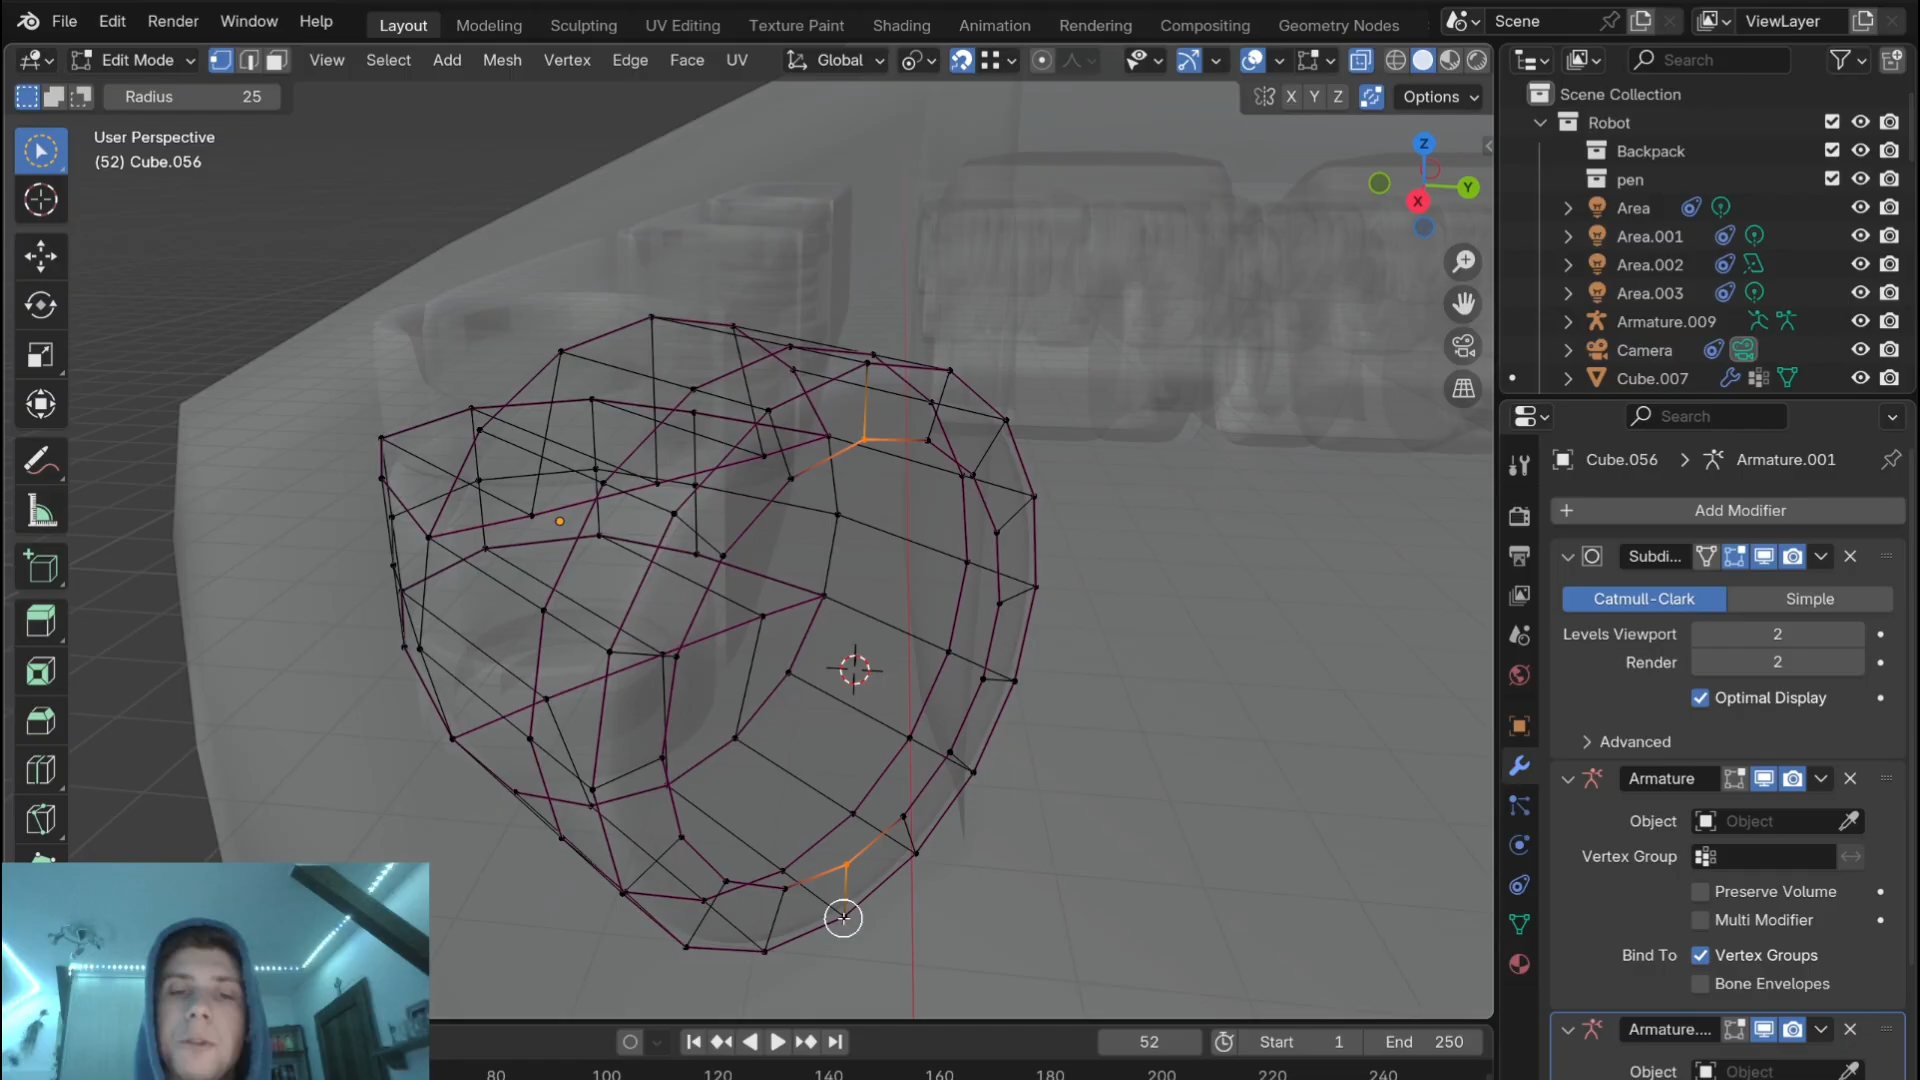 File Edit Render Window Help Layout Modeling Sculpting UV Editing Texture Paint Shading Animation Rendering Compositing Geometry Nodes Scene ViewLayer
Edit Mode View Select Add Mesh Vertex Edge Face UV Global
Radius 25 X Y Z Options
User Perspective
(52) Cube.056
Z
Y
X
Search
Scene Collection
Robot
Backpack
pen
Area
Area.001
Area.002
Area.003
Armature.009
Camera
Cube.007
Search
Cube.056 Armature.001
Add Modifier
Subdi...
Catmull-Clark Simple
Levels Viewport 2
Render 2
Optimal Display
Advanced
Armature
Object Object
Vertex Group
Preserve Volume
Multi Modifier
Bind To Vertex Groups
Bone Envelopes
Armature....
Object Object
52 Start 1 End 250
80 100 120 140 160 180 200 220 240